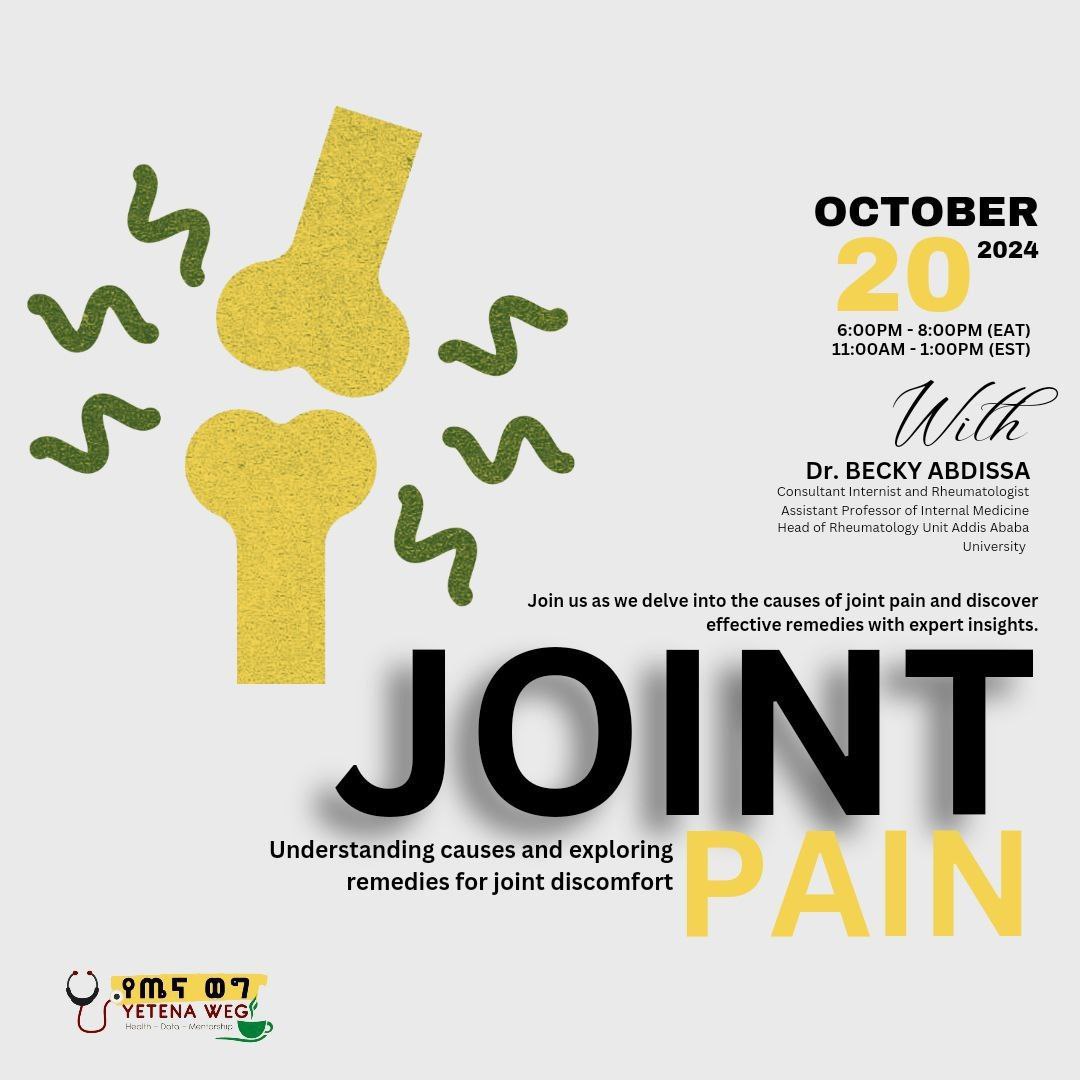 OCTOBER
20 2024
6:00PM - 8:00PM (EAT)
11:00AM - 1:00PM (EST)
With
Dr. BECKY ABDISSA
Consultant Internist and Rheumatologist
Assistant Professor of Internal Medicine
Head of Rheumatology Unit Addis Ababa
University
Join us as we delve into the causes of joint pain and discover
effective remedies with expert insights.
JOINT
PAIN
Understanding causes and exploring
remedies for joint discomfort
የጤና ወግ
YETENA WEG
Health - Data - Mentorship